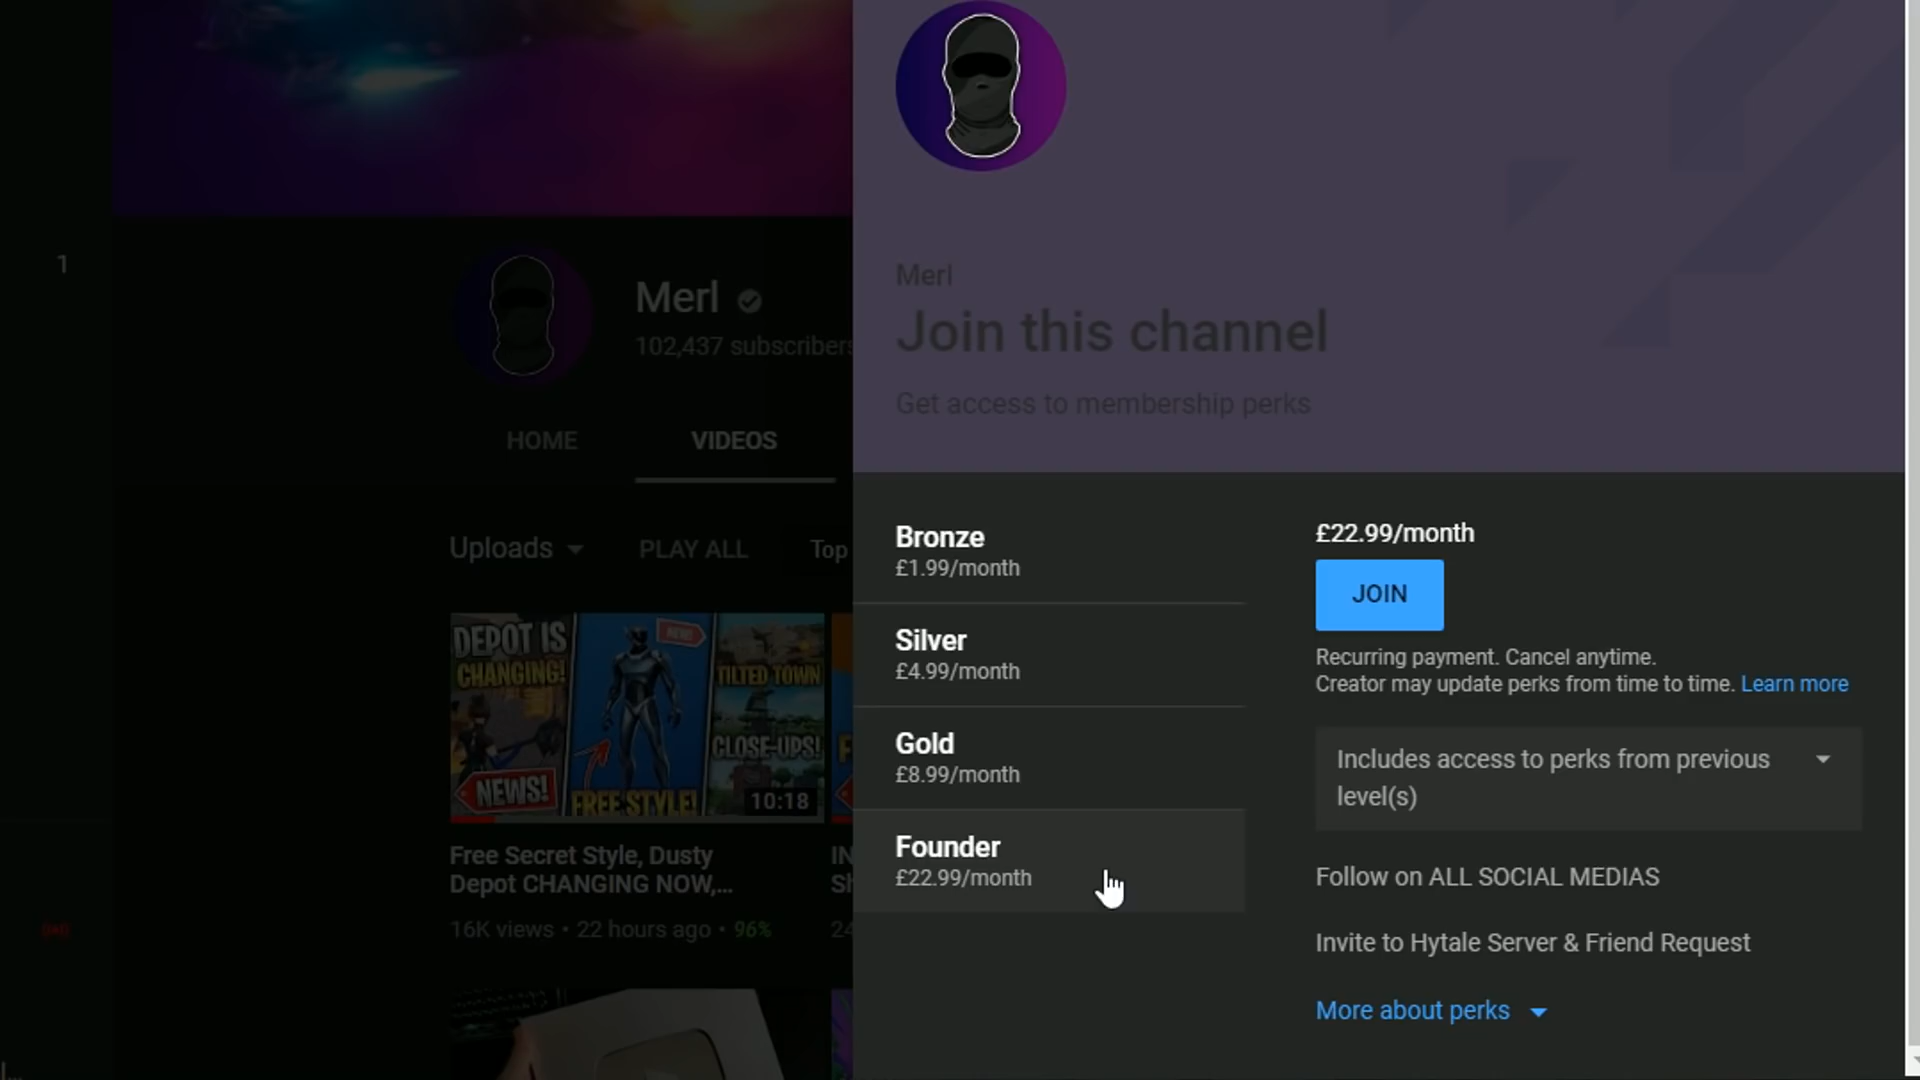 1
Merl
102,437 subscribers
HOME
VIDEOS
Uploads
PLAY ALL
Top
DEPOT IS
CHANGING!
NEWS!
NEW!
FREE STYLE!
TILTED TOWN
CLOSE-UPS!
10:18
Free Secret Style, Dusty
Depot CHANGING NOW,...
16K views • 22 hours ago • 96%
IN
Sh
24
Merl
Join this channel
Get access to membership perks
Bronze
£1.99/month
Silver
£4.99/month
Gold
£8.99/month
Founder
£22.99/month
£22.99/month
JOIN
Recurring payment. Cancel anytime.
Creator may update perks from time to time. Learn more
Includes access to perks from previous
level(s)
Follow on ALL SOCIAL MEDIAS
Invite to Hytale Server & Friend Request
More about perks